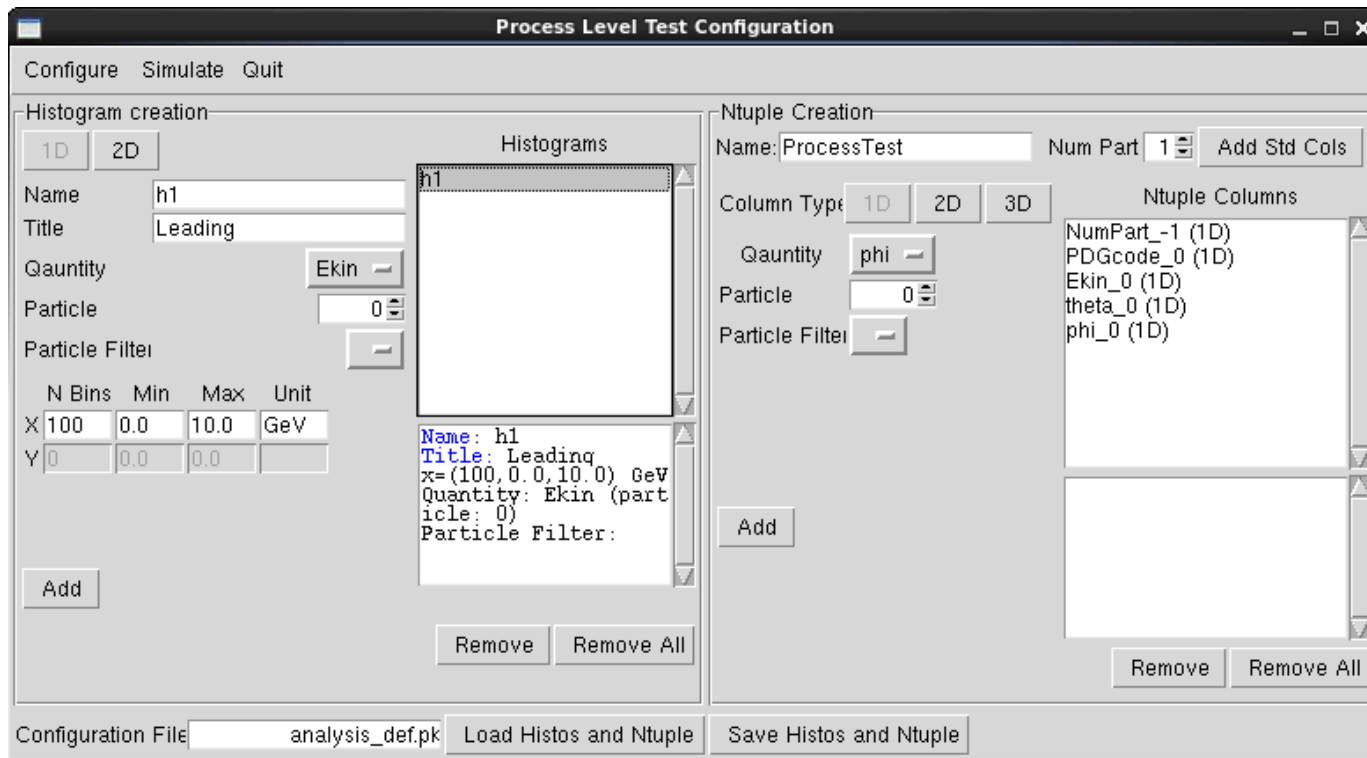 Process Level Test Configuration
Configure Simulate Quit
Histogram creation
1D 2D
Histograms
Name h1
Title Leading
Qauntity Ekin
Particle 0
Particle Filter
N Bins Min Max Unit
X 100 0.0 10.0 GeV
Y 0 0.0 0.0
Add
h1
Name: h1
Title: Leading
x=(100,0.0,10.0) GeV
Quantity: Ekin (part
icle: 0)
Particle Filter:
Remove Remove All
Ntuple Creation
Name: ProcessTest Num Part 1 Add Std Cols
Column Type 1D 2D 3D
Qauntity phi
Particle 0
Particle Filter
Add
Ntuple Columns
NumPart_-1 (1D)
PDGcode_0 (1D)
Ekin_0 (1D)
theta_0 (1D)
phi_0 (1D)
Remove Remove All
Configuration File analysis_def.pk Load Histos and Ntuple Save Histos and Ntuple